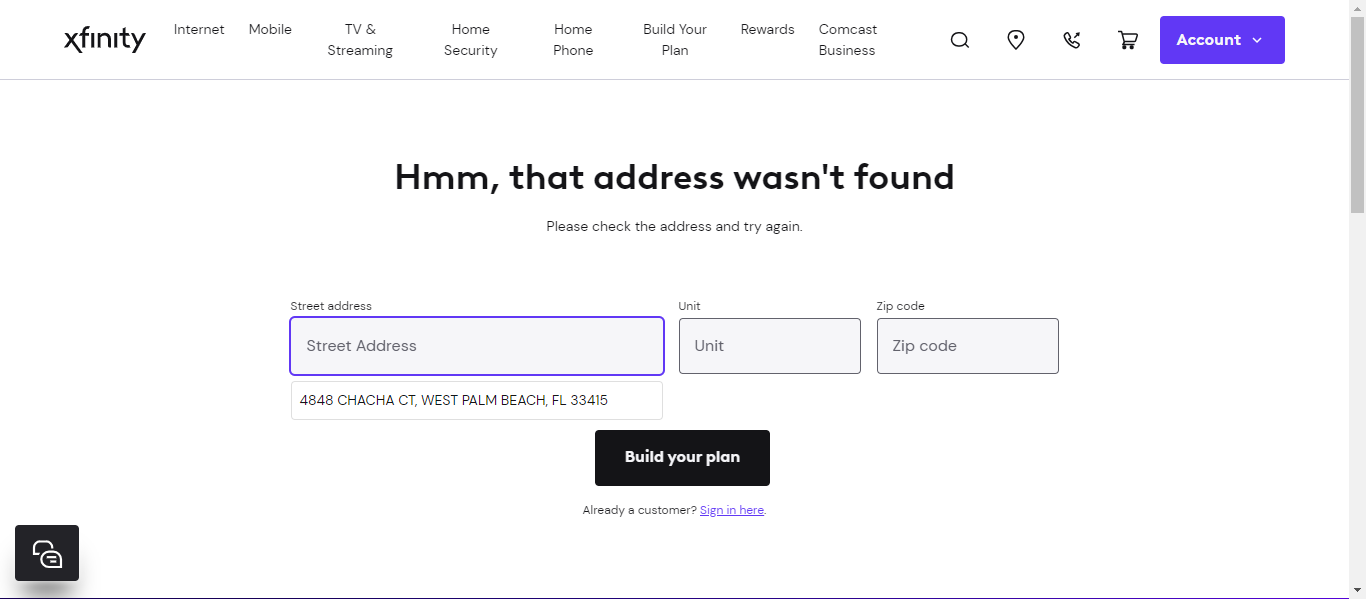 xfinity
Internet
Mobile
TV &
Streaming
Home
Security
Home
Phone
Build Your
Plan
Rewards
Comcast
Business
Account
Hmm, that address wasn't found
Please check the address and try again.
Street address
Unit
Zip code
Street Address
Unit
Zip code
4848 CHACHA CT, WEST PALM BEACH, FL 33415
Build your plan
Already a customer? Sign in here.